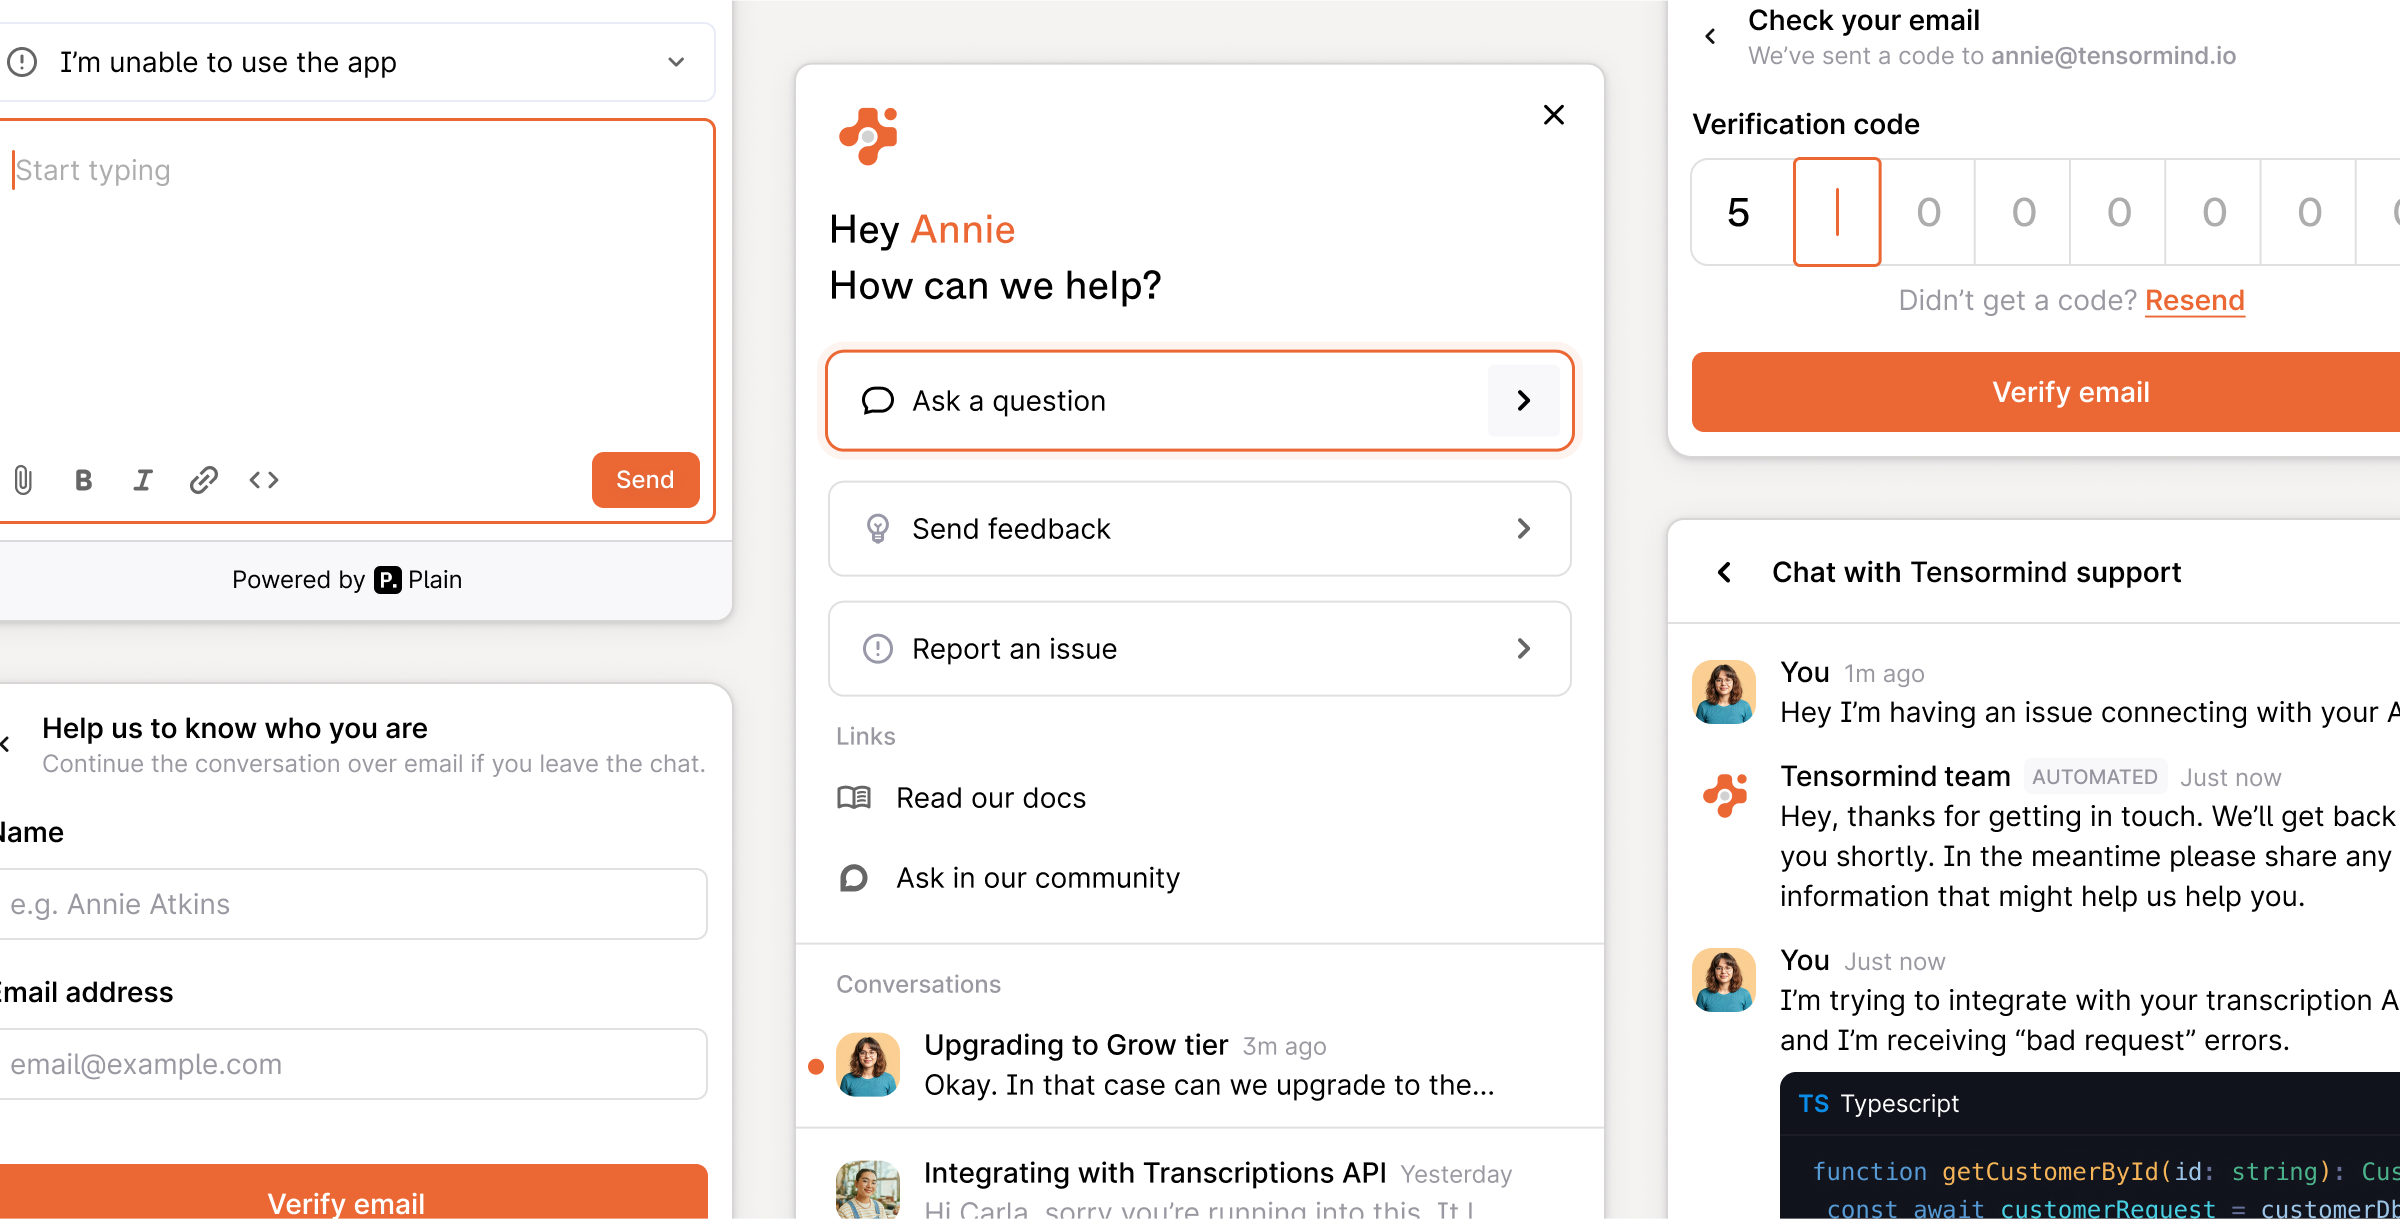 I’m unable to use the app
Start typing
B I <>
Send
Powered by P. Plain
Help us to know who you are
Continue the conversation over email if you leave the chat.
Name
e.g. Annie Atkins
Email address
email@example.com
Verify email
Hey Annie
How can we help?
Ask a question
Send feedback
Report an issue
Links
Read our docs
Ask in our community
Conversations
Upgrading to Grow tier 3m ago
Okay. In that case can we upgrade to the...
Integrating with Transcriptions API Yesterday
Hi Carla, sorry you’re running into this. It
Check your email
We’ve sent a code to annie@tensormind.io
Verification code
5 0 0 0 0 0
Didn’t get a code? Resend
Verify email
Chat with Tensormind support
You 1m ago
Hey I’m having an issue connecting with your
Tensormind team AUTOMATED Just now
Hey, thanks for getting in touch. We’ll get back
you shortly. In the meantime please share any
information that might help us help you.
You Just now
I’m trying to integrate with your transcription
and I’m receiving “bad request” errors.
TS Typescript
function getCustomerById(id: string): Cus
const await customerRequest = customerDb